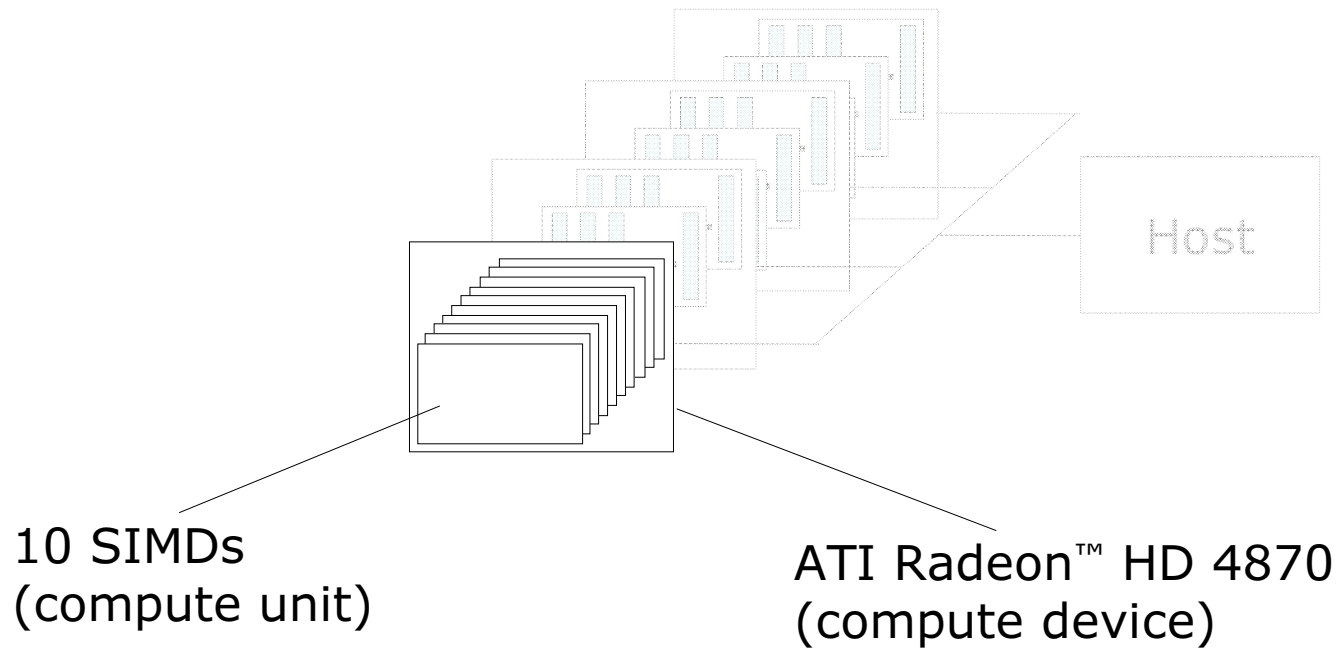 Host
10 SIMDs
(compute unit)
ATI Radeon™ HD 4870
(compute device)